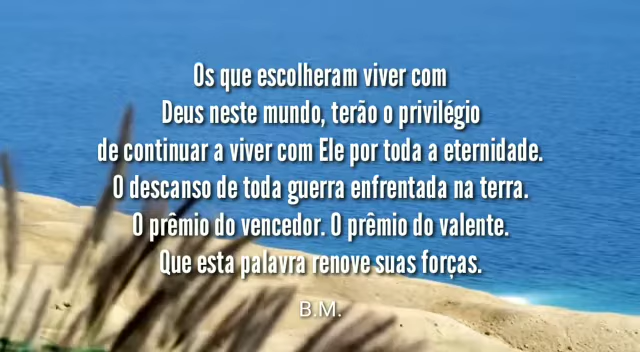 Os que escolheram viver com
Deus neste mundo, terão o privilégio
de continuar a viver com Ele por toda a eternidade.
O descanso de toda guerra enfrentada na terra.
O prêmio do vencedor. O prêmio do valente.
Que esta palavra renove suas forças.
B.M.